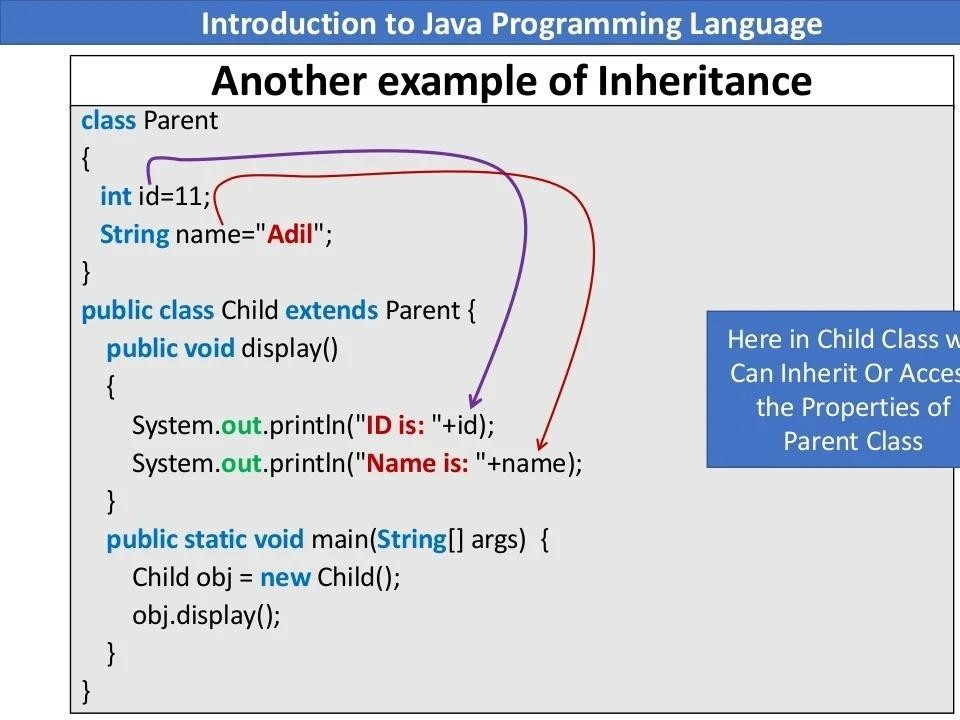 Introduction to Java Programming Language
Another example of Inheritance
class Parent
{
int id=11;
String name="Adil";
}
public class Child extends Parent {
public void display()
{
System.out.println("ID is: "+id);
System.out.println("Name is: "+name);
}
public static void main(String[] args) {
Child obj = new Child();
obj.display();
}
}
Here in Child Class
Can Inherit Or
the Properties of
Parent Class